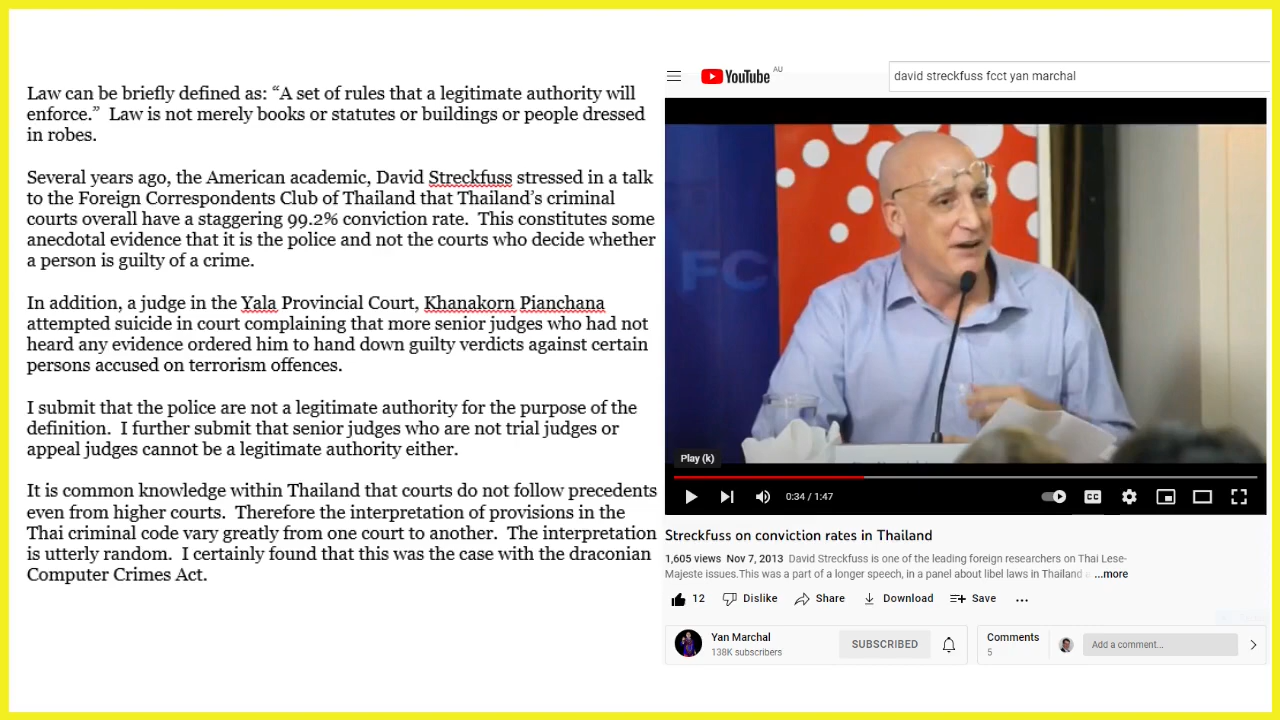 Law can be briefly defined as: “A set of rules that a legitimate authority will
enforce.”  Law is not merely books or statutes or buildings or people dressed
in robes.
Several years ago, the American academic, David Streckfuss stressed in a talk
to the Foreign Correspondents Club of Thailand that Thailand’s criminal
courts overall have a staggering 99.2% conviction rate.  This constitutes some
anecdotal evidence that it is the police and not the courts who decide whether
a person is guilty of a crime.
In addition, a judge in the Yala Provincial Court, Khanakorn Pianchana
attempted suicide in court complaining that more senior judges who had not
heard any evidence ordered him to hand down guilty verdicts against certain
persons accused on terrorism offences.
I submit that the police are not a legitimate authority for the purpose of the
definition.  I further submit that senior judges who are not trial judges or
appeal judges cannot be a legitimate authority either.
It is common knowledge within Thailand that courts do not follow precedents
even from higher courts.  Therefore the interpretation of provisions in the
Thai criminal code vary greatly from one court to another.  The interpretation
is utterly random.  I certainly found that this was the case with the draconian
Computer Crimes Act.
YouTube AU
david streckfuss fcct yan marchal
FCC
Play (k)
0:34 / 1:47
CC
Streckfuss on conviction rates in Thailand
1,605 views Nov 7, 2013 David Streckfuss is one of the leading foreign researchers on Thai Lese-
Majeste issues.This was a part of a longer speech, in a panel about libel laws in Thailand ...more
12 Dislike Share Download Save ...
Yan Marchal
138K subscribers
SUBSCRIBED
Comments
5
Add a comment...